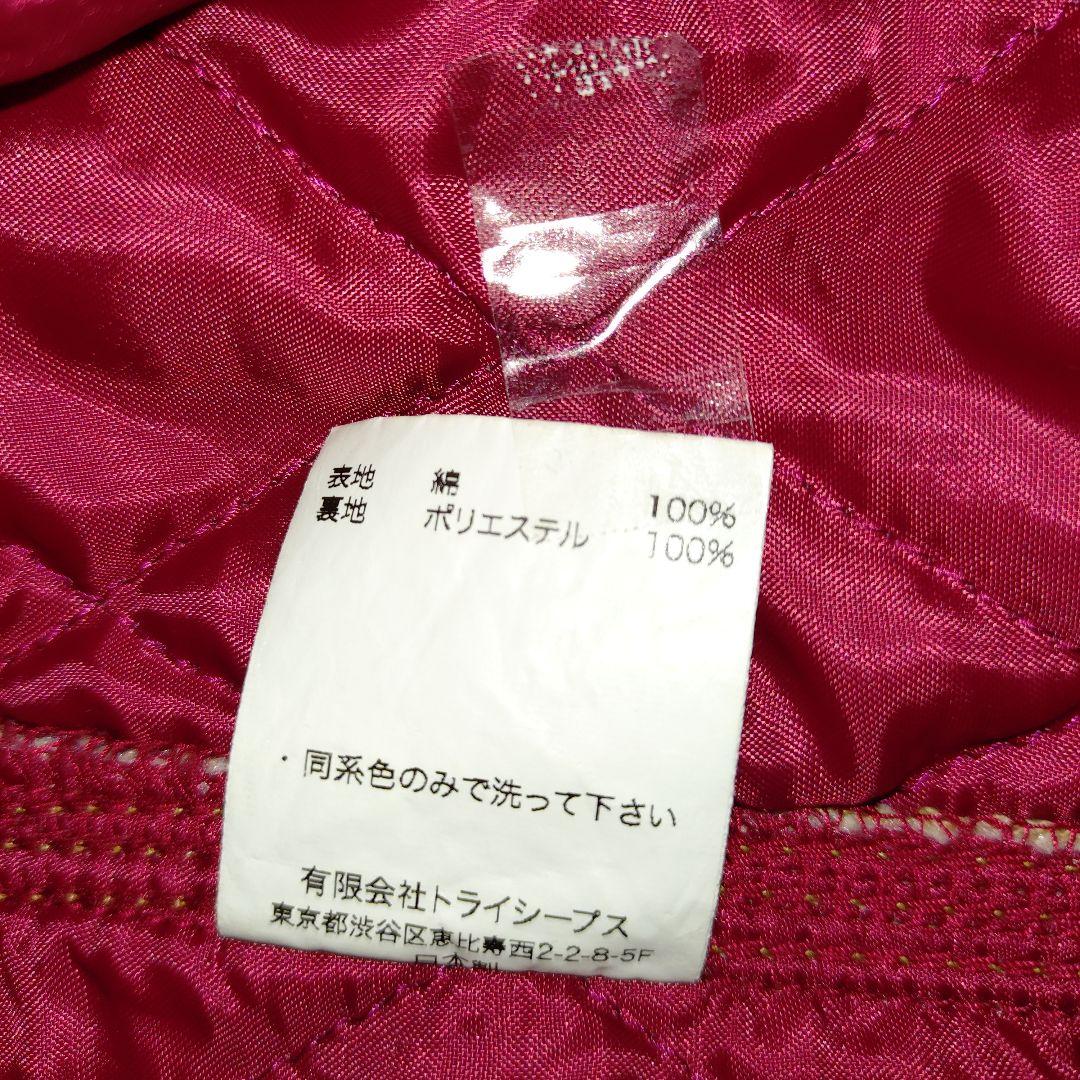 表地 綿 100%
裏地 ポリエステル 100%
・同系色のみで洗って下さい
有限会社トライシープス
東京都渋谷区恵比寿西2-2-8-5F
日本製